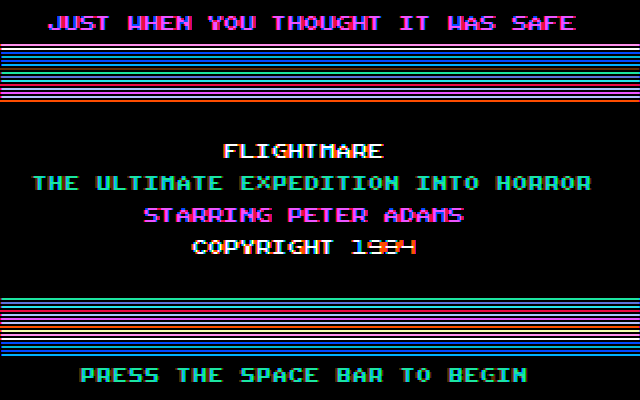 JUST WHEN YOU THOUGHT IT WAS SAFE
FLIGHTMARE
THE ULTIMATE EXPEDITION INTO HORROR
STARRING PETER ADAMS
COPYRIGHT 1984
PRESS THE SPACE BAR TO BEGIN